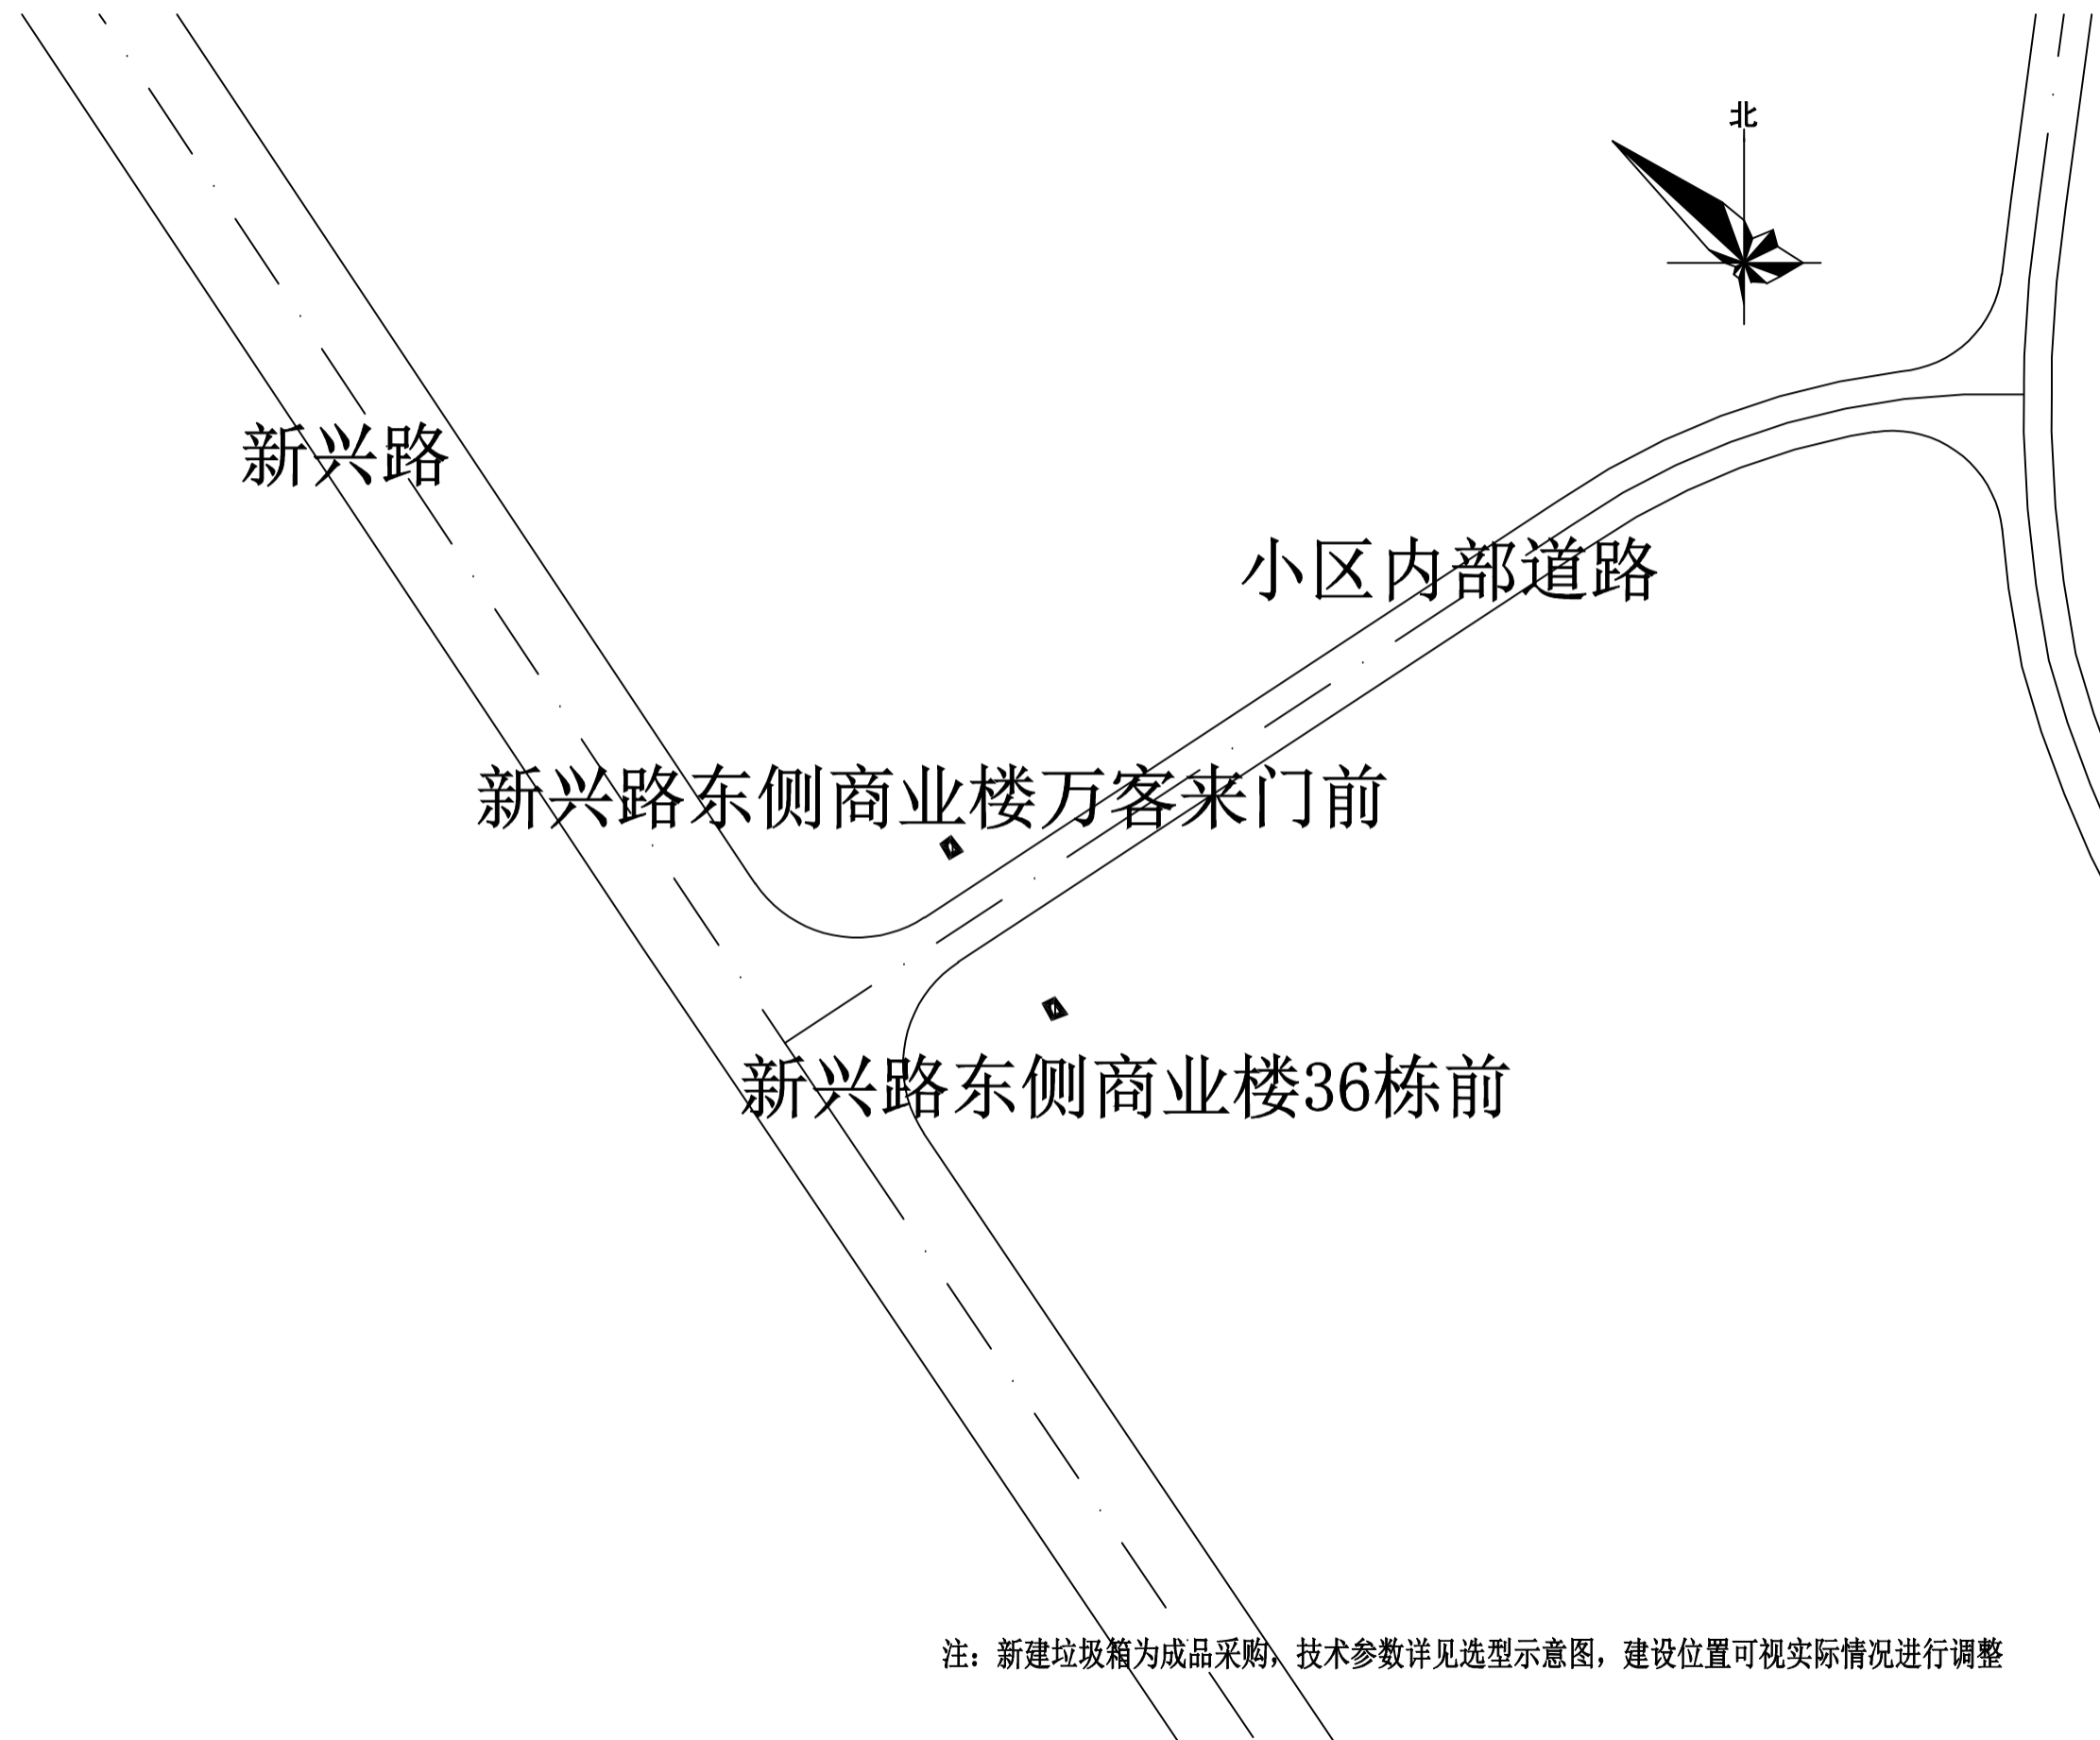 北
新兴路
小区内部道路
新兴路东侧商业楼万客来门前
新兴路东侧商业楼36栋前
注：新建垃圾箱为成品采购，技术参数详见选型示意图，建设位置可视实际情况进行调整